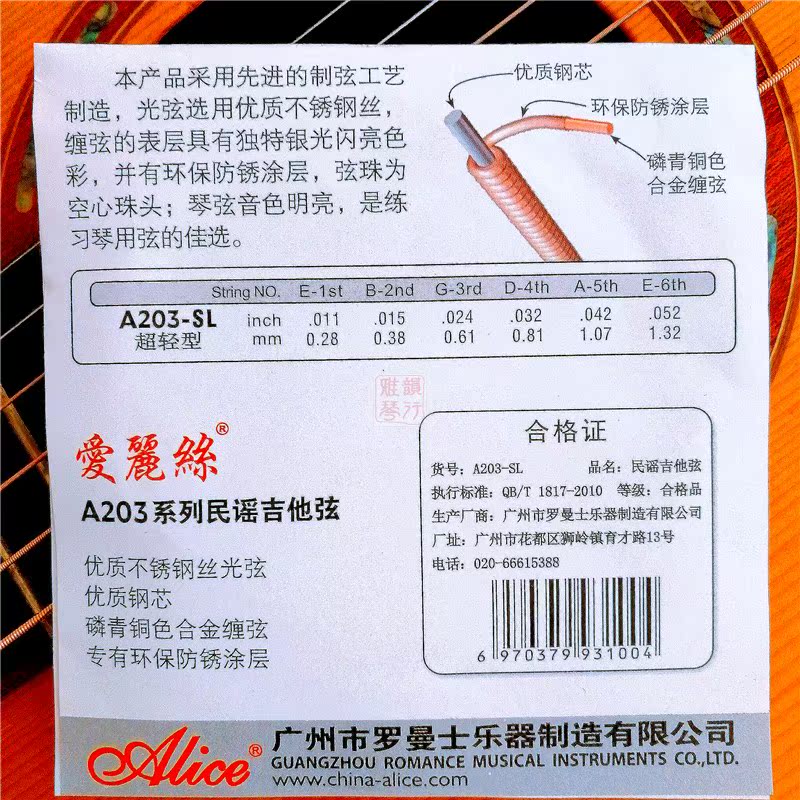 本产品采用先进的制弦工艺
制造，光弦选用优质不锈钢丝，
缠弦的表层具有独特银光闪亮色
彩，并有环保防锈涂层，弦珠为
空心珠头；琴弦音色明亮，是练
习琴用弦的佳选。
优质钢芯
环保防锈涂层
磷青铜色
合金缠弦
String NO. E-1st B-2nd G-3rd D-4th A-5th E-6th
A203-SL inch .011 .015 .024 .032 .042 .052
超轻型 mm 0.28 0.38 0.61 0.81 1.07 1.32
雅韻
琴行
愛麗絲®
A203系列民谣吉他弦
优质不锈钢丝光弦
优质钢芯
磷青铜色合金缠弦
专有环保防锈涂层
合格证
货号：A203-SL 品名：民谣吉他弦
执行标准：QB/T 1817-2010 等级：合格品
生产厂商：广州市罗曼士乐器制造有限公司
厂址：广州市花都区狮岭镇育才路13号
电话：020-66615388
6 970379 931004
Alice®
广州市罗曼士乐器制造有限公司
GUANGZHOU ROMANCE MUSICAL INSTRUMENTS CO.,LTD.
www.china-alice.com